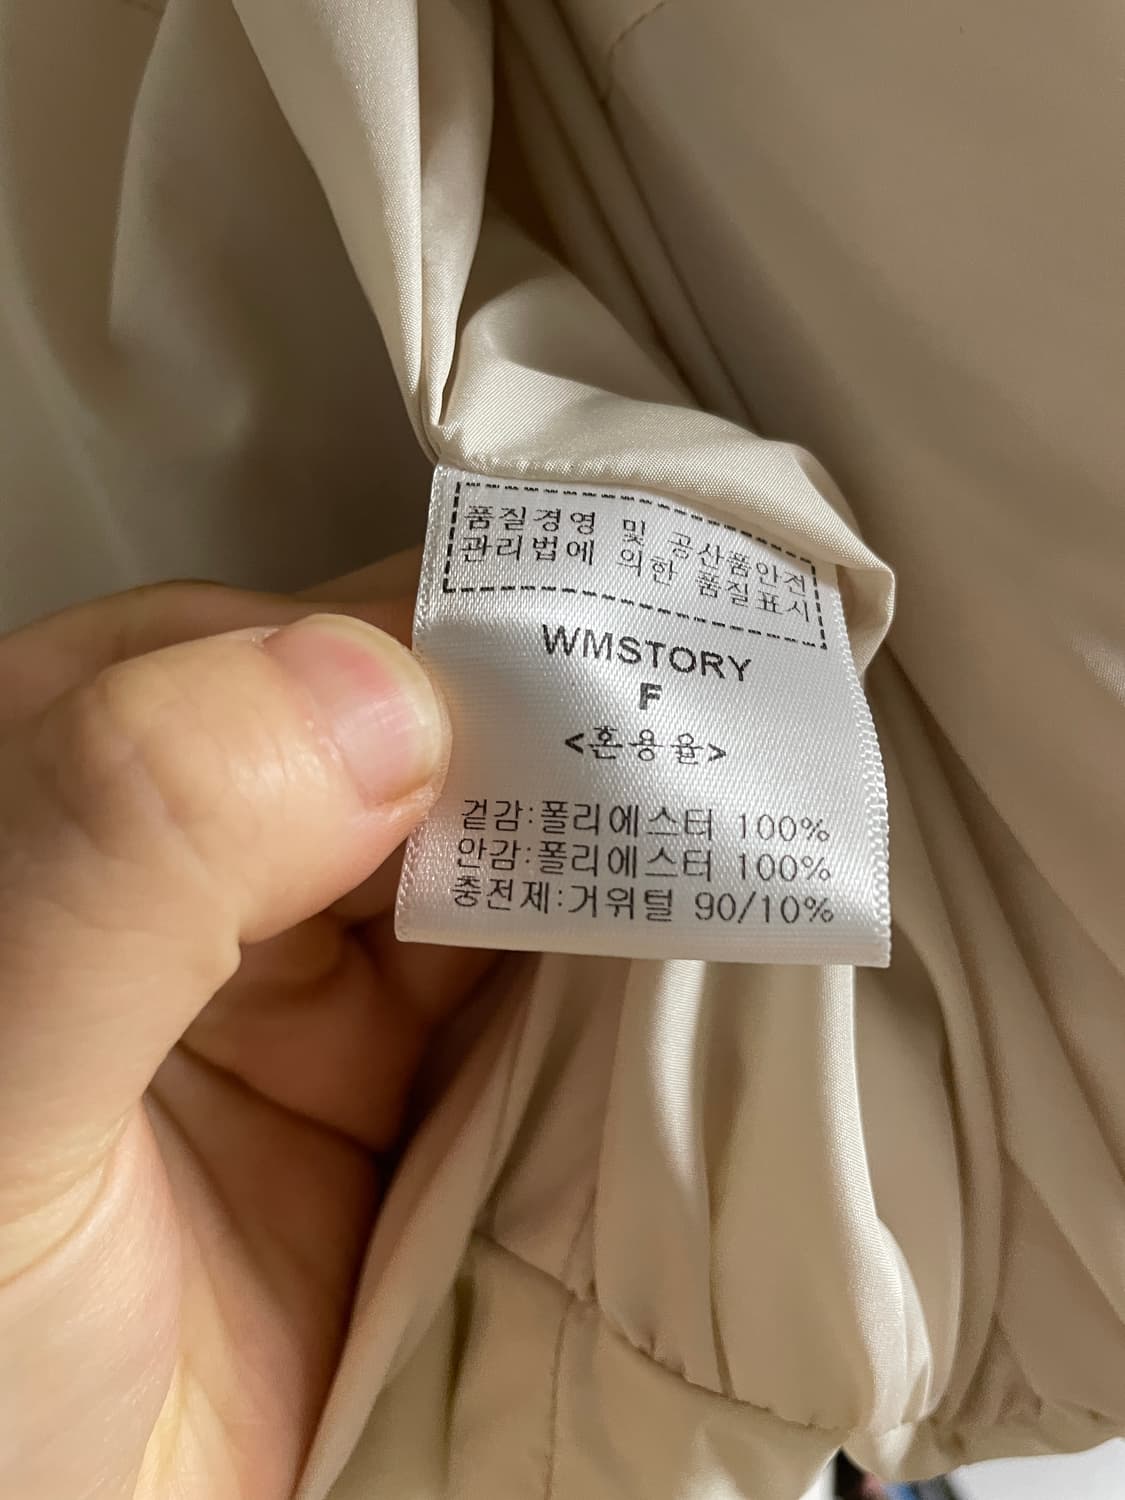 품질경영 및 공산품안전
관리법에 의한 품질표시
WMSTORY
F
<혼용율>
겉감:폴리에스터 100%
안감:폴리에스터 100%
충전제:거위털 90/10%